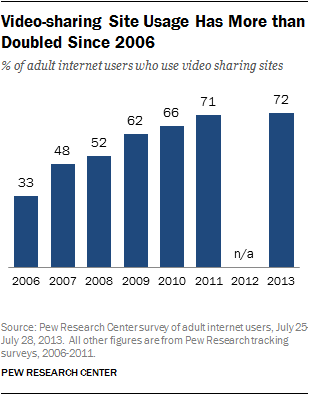 Video-sharing Site Usage Has More than
Doubled Since 2006
% of adult internet users who use video sharing sites
33
48
52
62
66
71
n/a
72
2006 2007 2008 2009 2010 2011 2012 2013
Source: Pew Research Center survey of adult internet users, July 25-
July 28, 2013. All other figures are from Pew Research tracking
surveys, 2006-2011.
PEW RESEARCH CENTER